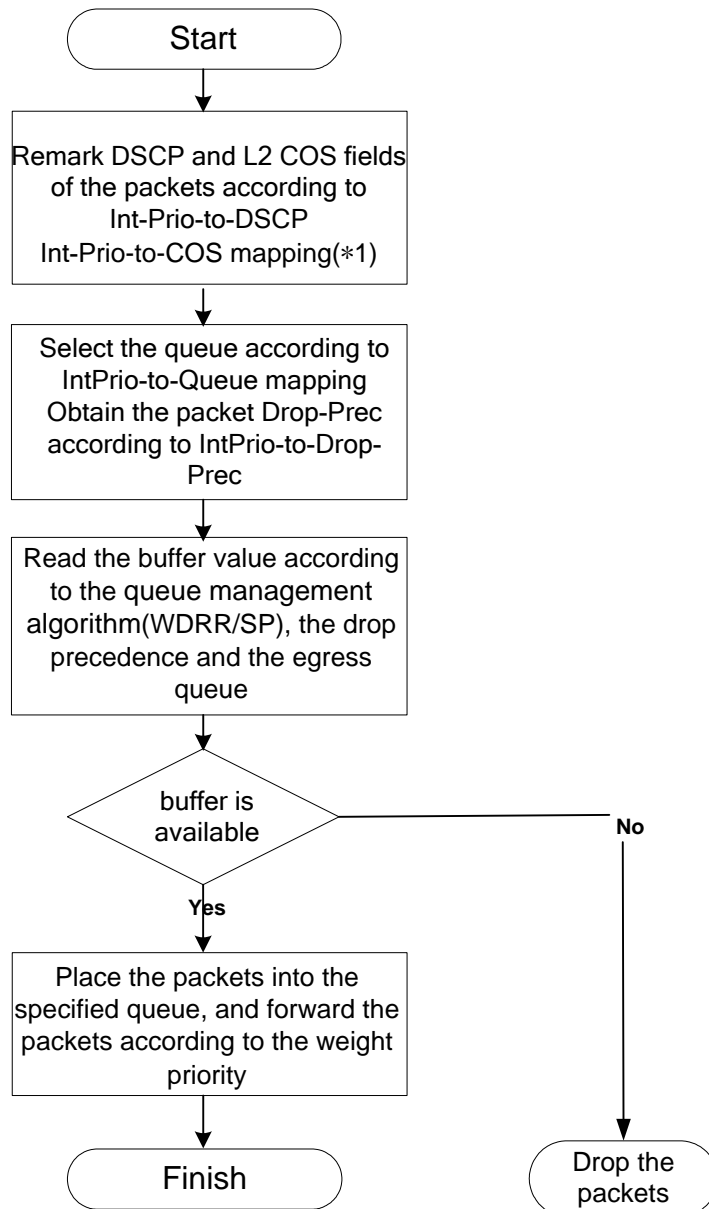 Start
Remark DSCP and L2 COS fields
of the packets according to
Int-Prio-to-DSCP
Int-Prio-to-COS mapping(*1)
Select the queue according to
IntPrio-to-Queue mapping
Obtain the packet Drop-Prec
according to IntPrio-to-Drop-
Prec
Read the buffer value according
to the queue management
algorithm(WDRR/SP), the drop
precedence and the egress
queue
buffer is
available
No
Yes
Place the packets into the
specified queue, and forward the
packets according to the weight
priority
Finish
Drop the
packets